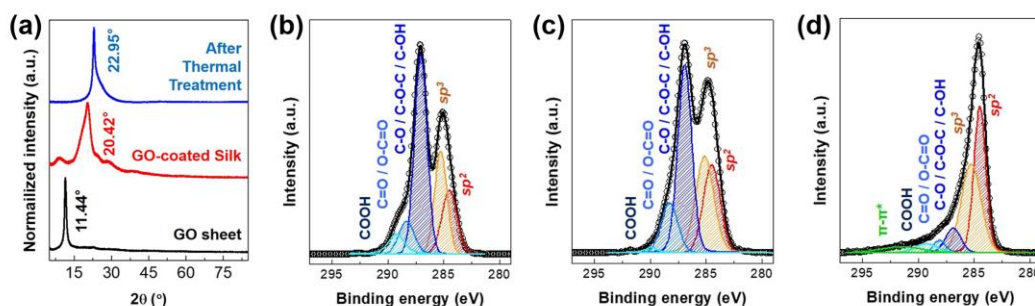 (a)
Normalized intensity (a.u.)
22.95°
After
Thermal
Treatment
20.42°
GO-coated Silk
11.44°
GO sheet
15 30 45 60 75
2θ (°)
(b)
Intensity (a.u.)
COOH
C=O / O-C=O
C-O / C-O-C / C-OH
sp³
sp²
295 290 285 280
Binding energy (eV)
(c)
Intensity (a.u.)
COOH
C=O / O-C=O
C-O / C-O-C / C-OH
sp³
sp²
295 290 285 280
Binding energy (eV)
(d)
Intensity (a.u.)
π-π*
COOH
C=O / O-C=O
C-O / C-O-C / C-OH
sp³
sp²
295 290 285 280
Binding energy (eV)